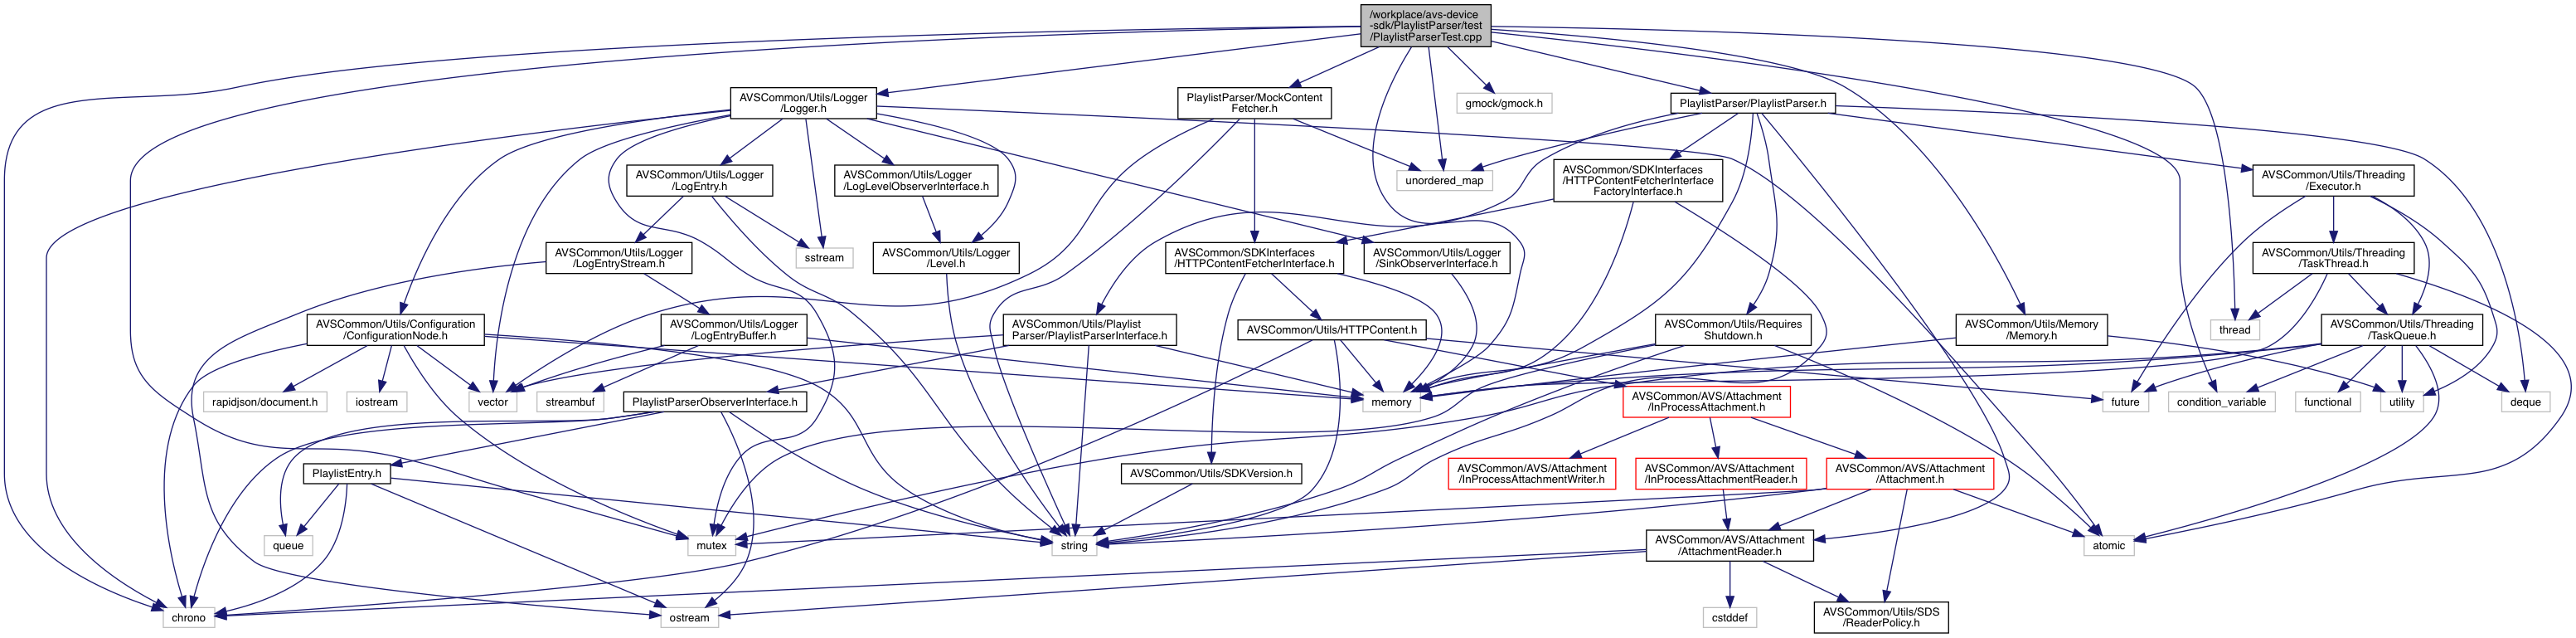 /workplace/avs-device
-sdk/PlaylistParser/test
/PlaylistParserTest.cpp
AVSCommon/Utils/Logger
/Logger.h
PlaylistParser/MockContent
Fetcher.h
gmock/gmock.h
PlaylistParser/PlaylistParser.h
AVSCommon/Utils/Logger
/LogEntry.h
AVSCommon/Utils/Logger
/LogLevelObserverInterface.h
unordered_map
AVSCommon/SDKInterfaces
/HTTPContentFetcherInterface
FactoryInterface.h
AVSCommon/Utils/Threading
/Executor.h
AVSCommon/Utils/Logger
/LogEntryStream.h
sstream
AVSCommon/Utils/Logger
/Level.h
AVSCommon/SDKInterfaces
/HTTPContentFetcherInterface.h
AVSCommon/Utils/Logger
/SinkObserverInterface.h
AVSCommon/Utils/Threading
/TaskThread.h
AVSCommon/Utils/Configuration
/ConfigurationNode.h
AVSCommon/Utils/Logger
/LogEntryBuffer.h
AVSCommon/Utils/Playlist
Parser/PlaylistParserInterface.h
AVSCommon/Utils/HTTPContent.h
AVSCommon/Utils/Requires
Shutdown.h
AVSCommon/Utils/Memory
/Memory.h
thread
AVSCommon/Utils/Threading
/TaskQueue.h
rapidjson/document.h
iostream
vector
streambuf
PlaylistParserObserverInterface.h
memory
AVSCommon/AVS/Attachment
/InProcessAttachment.h
future
condition_variable
functional
utility
deque
PlaylistEntry.h
AVSCommon/Utils/SDKVersion.h
AVSCommon/AVS/Attachment
/InProcessAttachmentWriter.h
AVSCommon/AVS/Attachment
/InProcessAttachmentReader.h
AVSCommon/AVS/Attachment
/Attachment.h
queue
mutex
string
AVSCommon/AVS/Attachment
/AttachmentReader.h
atomic
chrono
ostream
cstddef
AVSCommon/Utils/SDS
/ReaderPolicy.h